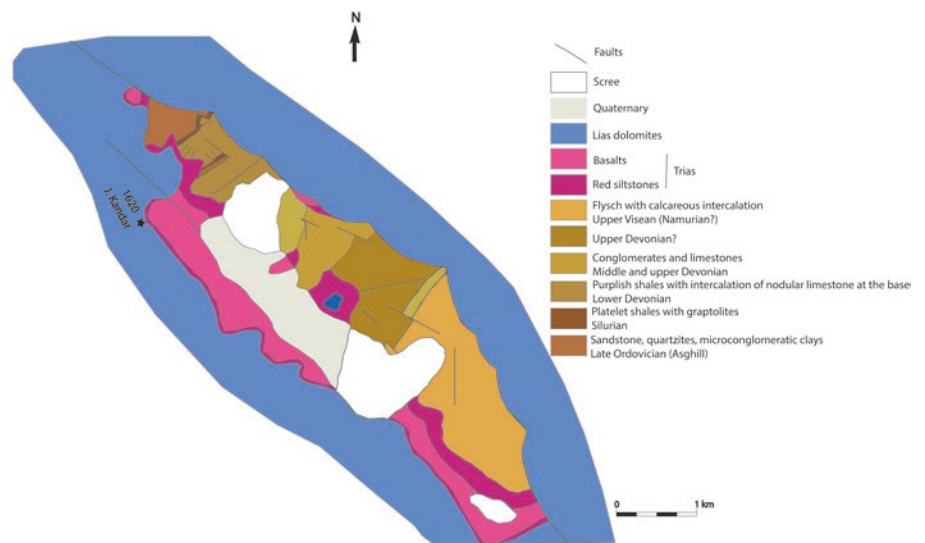 N
1620
J. Kandar
Faults
Scree
Quaternary
Lias dolomites
Basalts
Red siltstones
Trias
Flysch with calcareous intercalation
Upper Visean (Namurian?)
Upper Devonian?
Conglomerates and limestones
Middle and upper Devonian
Purplish shales with intercalation of nodular limestone at the base
Lower Devonian
Platelet shales with graptolites
Silurian
Sandstone, quartzites, microconglomeratic clays
Late Ordovician (Asghill)
0 1 km